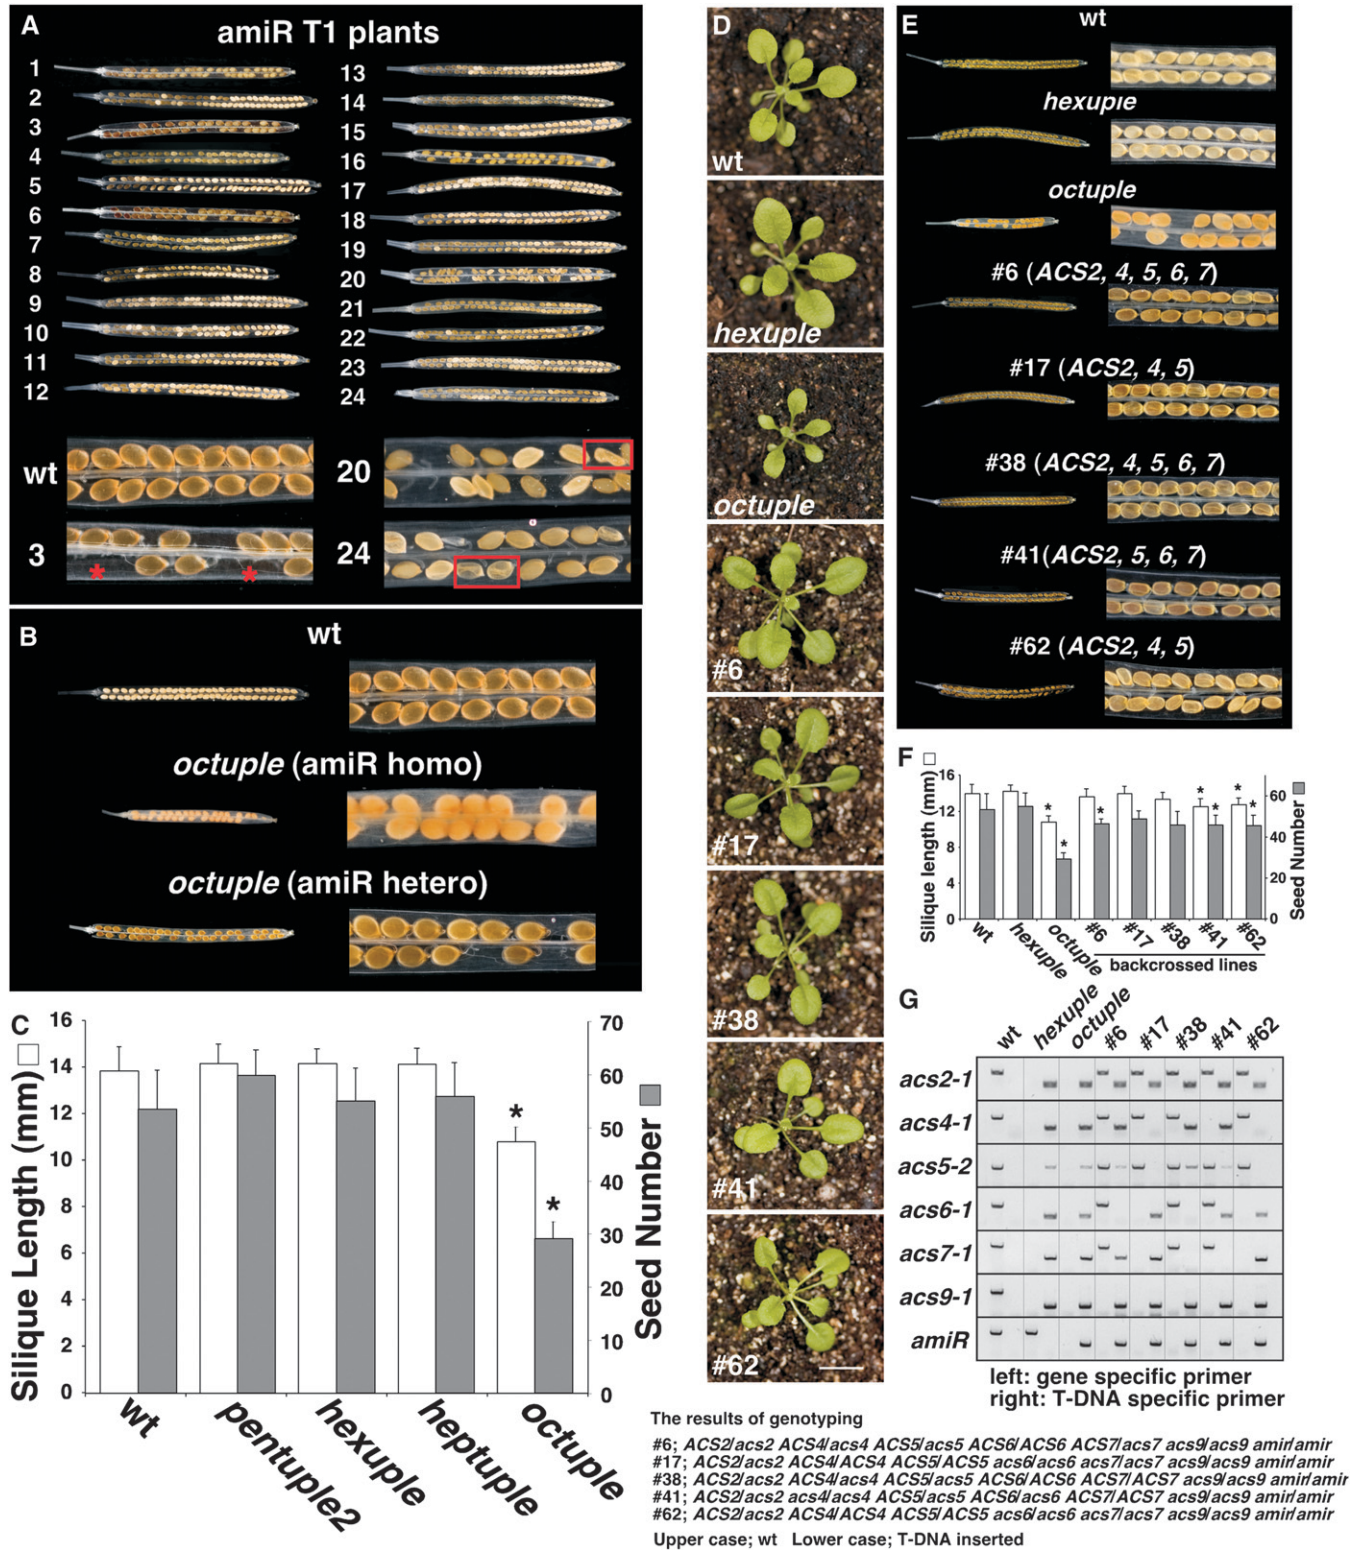 A
amiR T1 plants
1
2
3
4
5
6
7
8
9
10
11
12
13
14
15
16
17
18
19
20
21
22
23
24
wt
20
3
*
*
24
B
wt
octuple (amiR homo)
octuple (amiR hetero)
C
Silique Length (mm)
16
14
12
10
8
6
4
2
0
70
60
50
40
30
20
10
0
Seed Number
*
*
wt
pentuple2
hexuple
heptuple
octuple
D
wt
hexuple
octuple
#6
#17
#38
#41
#62
E
wt
hexuple
octuple
#6 (ACS2, 4, 5, 6, 7)
#17 (ACS2, 4, 5)
#38 (ACS2, 4, 5, 6, 7)
#41(ACS2, 5, 6, 7)
#62 (ACS2, 4, 5)
F
Silique length (mm)
16
12
8
4
0
60
40
20
0
Seed Number
* * * * * * *
wt
hexuple
octuple
#6
#17
#38
#41
#62
backcrossed lines
G
wt
hexuple
octuple
#6
#17
#38
#41
#62
acs2-1
acs4-1
acs5-2
acs6-1
acs7-1
acs9-1
amiR
left: gene specific primer
right: T-DNA specific primer
The results of genotyping
#6; ACS2/acs2 ACS4/acs4 ACS5/acs5 ACS6/ACS6 ACS7/acs7 acs9/acs9 amir/amir
#17; ACS2/acs2 ACS4/ACS4 ACS5/ACS5 acs6/acs6 acs7/acs7 acs9/acs9 amir/amir
#38; ACS2/acs2 ACS4/acs4 ACS5/acs5 ACS6/ACS6 ACS7/ACS7 acs9/acs9 amir/amir
#41; ACS2/acs2 acs4/acs4 ACS5/acs5 ACS6/acs6 ACS7/ACS7 acs9/acs9 amir/amir
#62; ACS2/acs2 ACS4/ACS4 ACS5/ACS5 acs6/acs6 acs7/acs7 acs9/acs9 amir/amir
Upper case; wt Lower case; T-DNA inserted